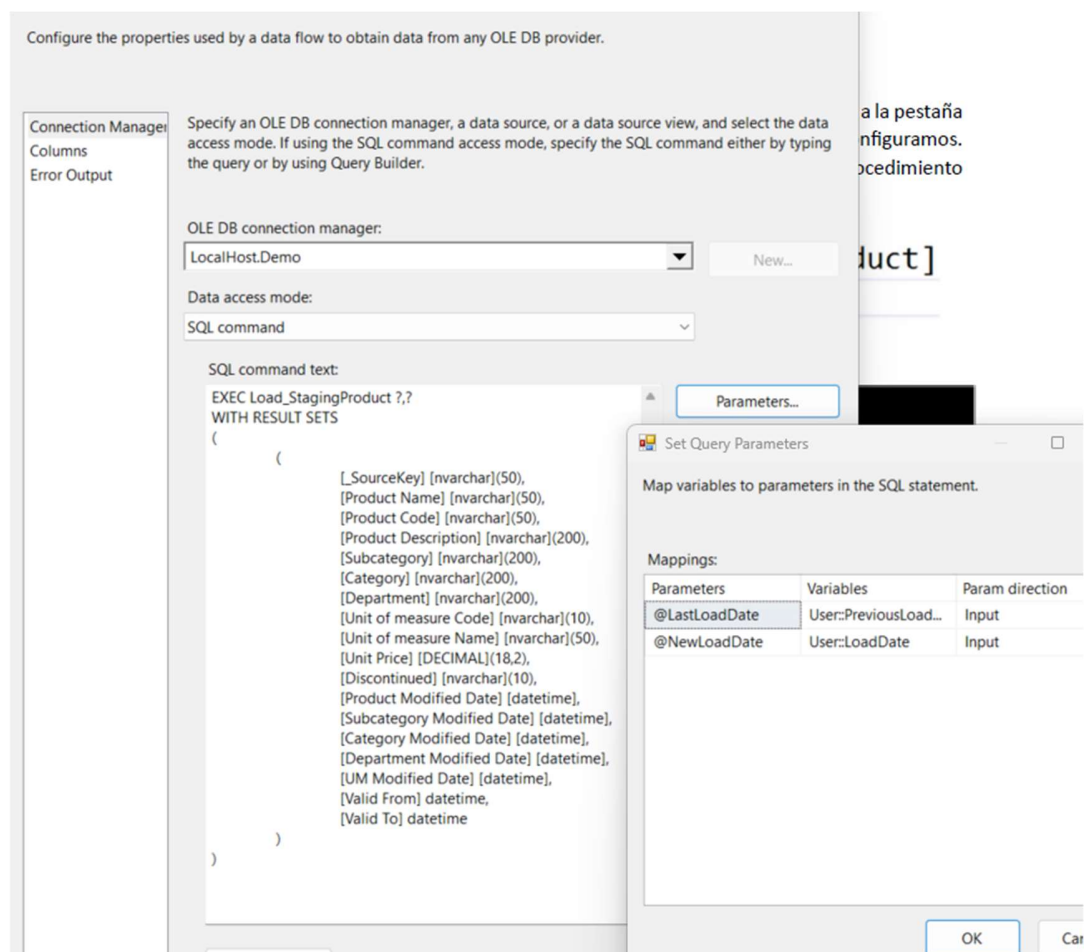 Configure the properties used by a data flow to obtain data from any OLE DB provider.
Connection Manager
Columns
Error Output
Specify an OLE DB connection manager, a data source, or a data source view, and select the data
access mode. If using the SQL command access mode, specify the SQL command either by typing
the query or by using Query Builder.
OLE DB connection manager:
LocalHost.Demo
New...
Data access mode:
SQL command
SQL command text:
EXEC Load_StagingProduct ?,?
WITH RESULT SETS
(
(
[_SourceKey] [nvarchar](50),
[Product Name] [nvarchar](50),
[Product Code] [nvarchar](50),
[Product Description] [nvarchar](200),
[Subcategory] [nvarchar](200),
[Category] [nvarchar](200),
[Department] [nvarchar](200),
[Unit of measure Code] [nvarchar](10),
[Unit of measure Name] [nvarchar](50),
[Unit Price] [DECIMAL](18,2),
[Discontinued] [nvarchar](10),
[Product Modified Date] [datetime],
[Subcategory Modified Date] [datetime],
[Category Modified Date] [datetime],
[Department Modified Date] [datetime],
[UM Modified Date] [datetime],
[Valid From] datetime,
[Valid To] datetime
)
)
Parameters...
Set Query Parameters
Map variables to parameters in the SQL statement.
Mappings:
Parameters Variables Param direction
@LastLoadDate User::PreviousLoad... Input
@NewLoadDate User::LoadDate Input
OK
a la pestaña